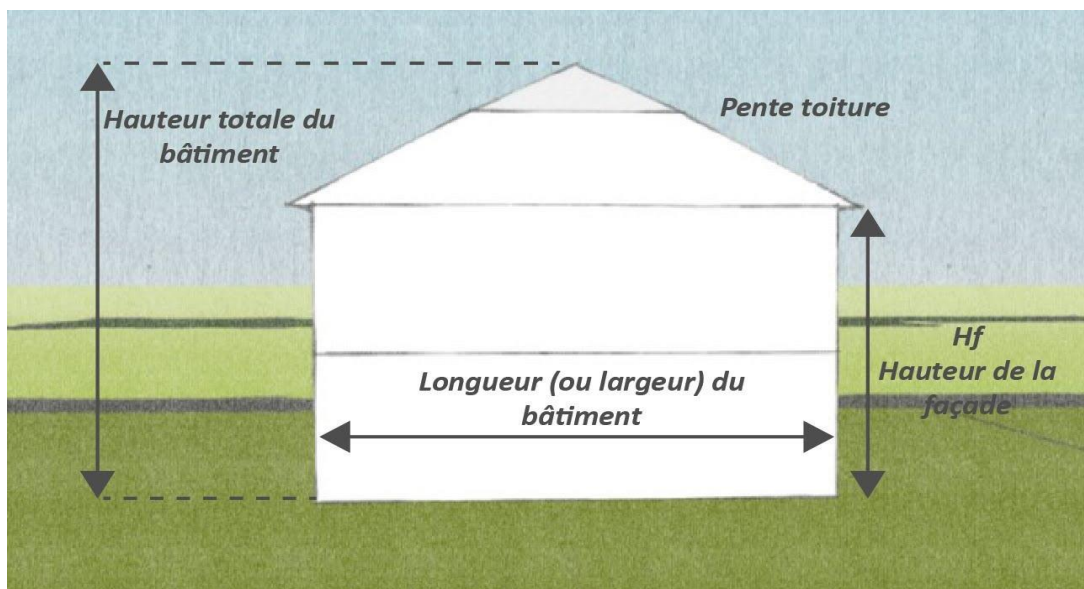 Hauteur totale du
bâtiment
Pente toiture
Hf
Hauteur de la
façade
Longueur (ou largeur) du
bâtiment